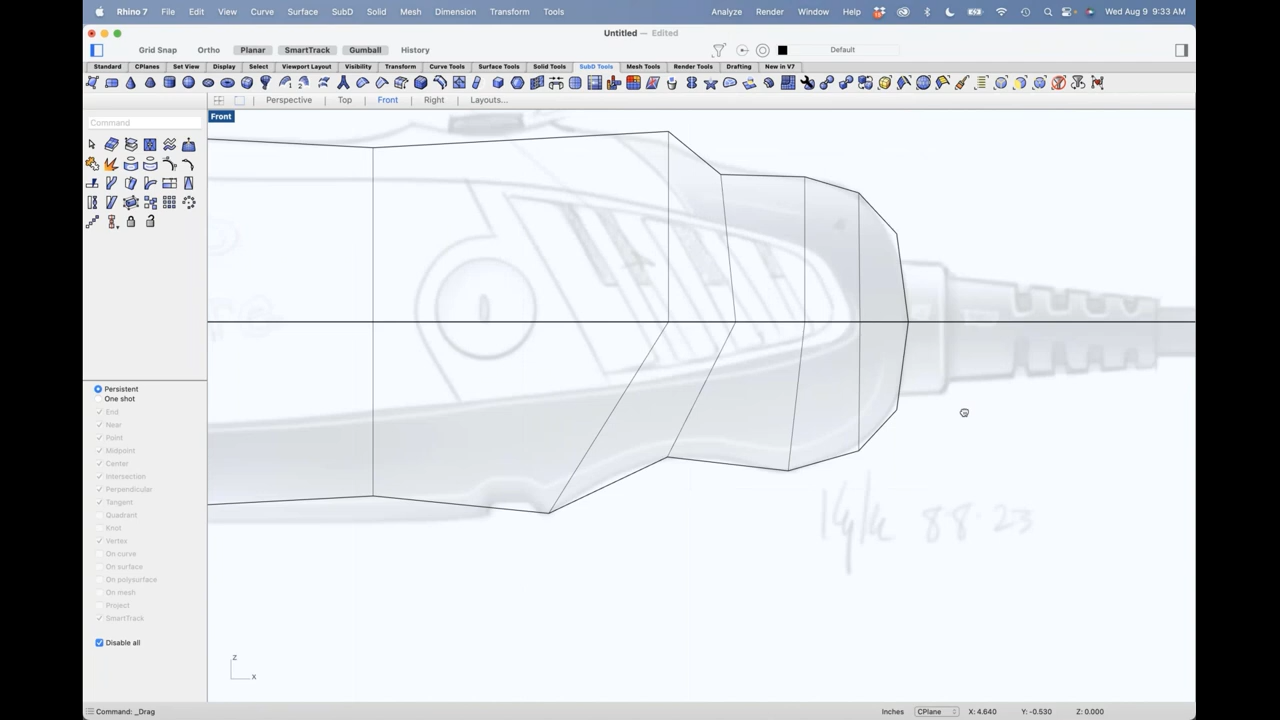 Rhino 7 File Edit View Curve Surface SubD Solid Mesh Dimension Transform Tools Analyze Render Window Help Wed Aug 9 9:33 AM
Untitled — Edited
Grid Snap Ortho Planar SmartTrack Gumball History Default
Standard CPlanes Set View Display Select Viewport Layout Visibility Transform Curve Tools Surface Tools Solid Tools SubD Tools Mesh Tools Render Tools Drafting New in V7
Perspective Top Front Right Layouts...
Front
Command
Persistent
One shot
End
Near
Point
Midpoint
Center
Intersection
Perpendicular
Tangent
Quadrant
Knot
Vertex
On curve
On surface
On polysurface
On mesh
Project
SmartTrack
Disable all
88·23
z
x
Command: _Drag Inches CPlane X: 4.640 Y: -0.530 Z: 0.000